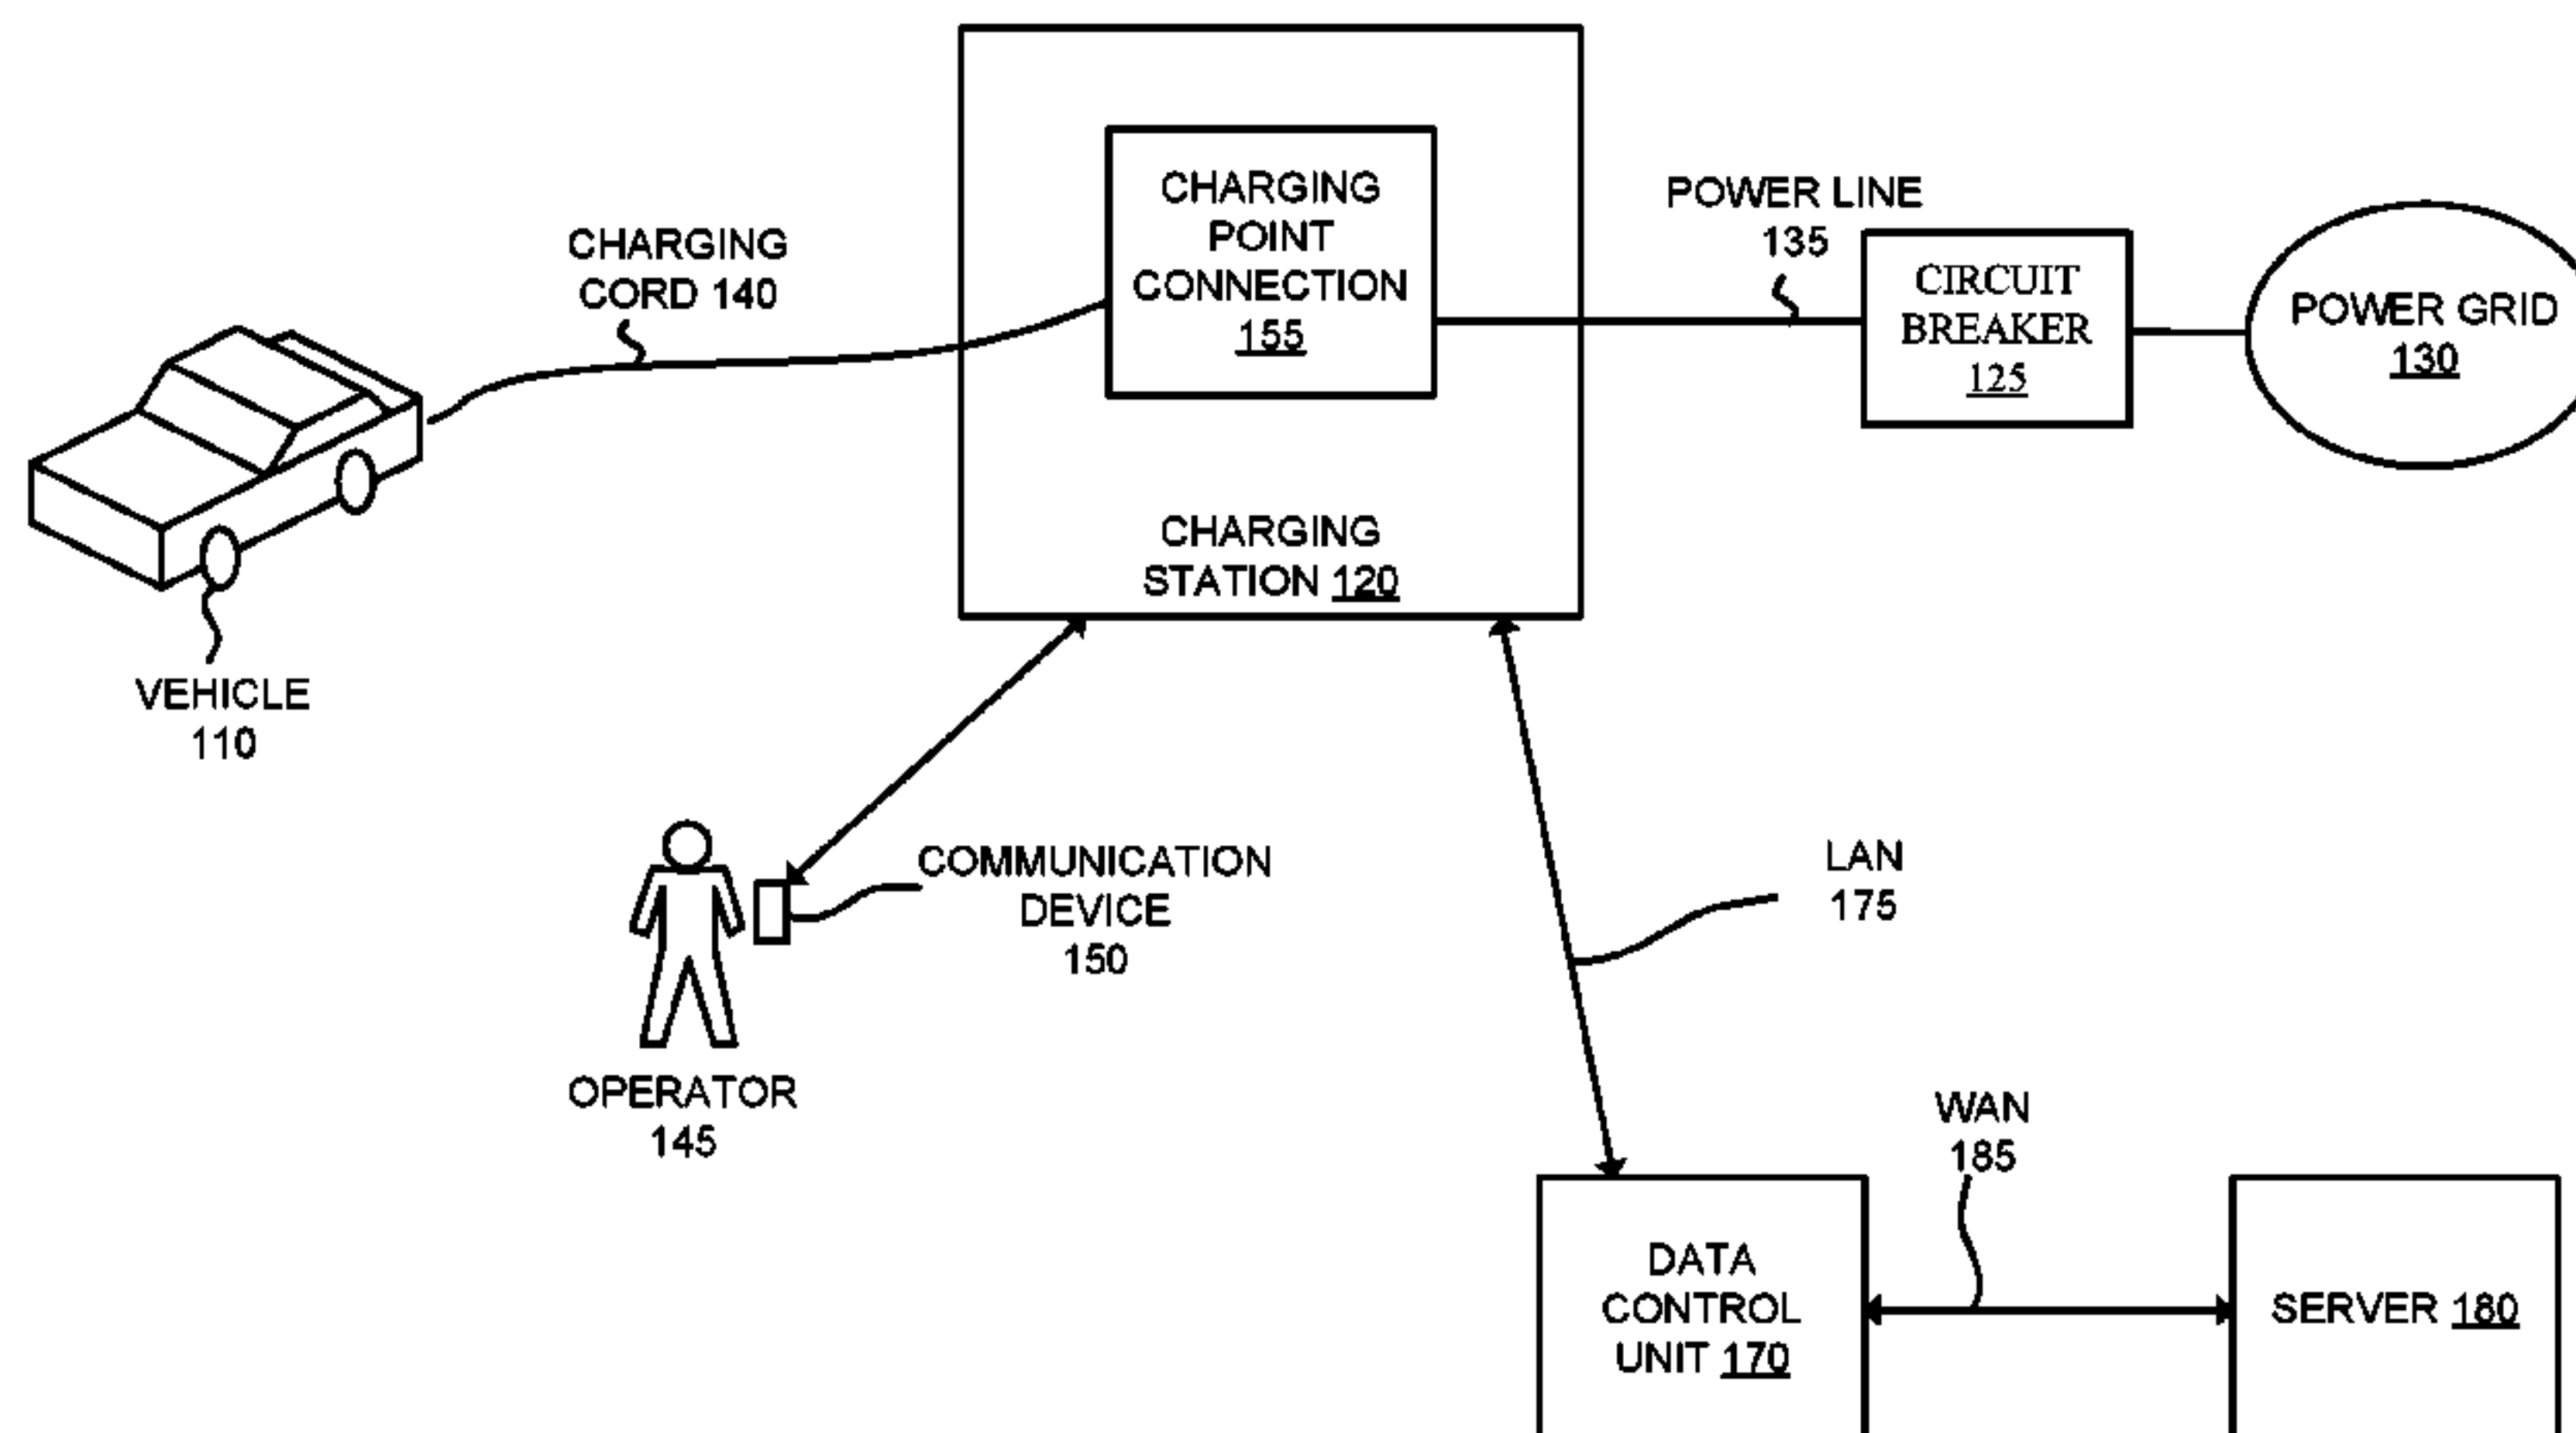 CHARGING
POINT
CONNECTION
155
CHARGING
STATION 120
CHARGING
CORD 140
POWER LINE
135
CIRCUIT
BREAKER
125
POWER GRID
130
VEHICLE
110
COMMUNICATION
DEVICE
150
OPERATOR
145
LAN
175
WAN
185
DATA
CONTROL
UNIT 170
SERVER 180